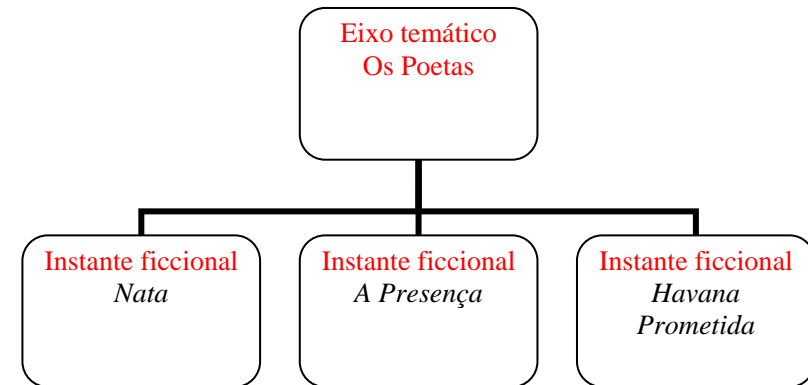 Eixo temático
Os Poetas
Instante ficcional
Nata
Instante ficcional
A Presença
Instante ficcional
Havana
Prometida